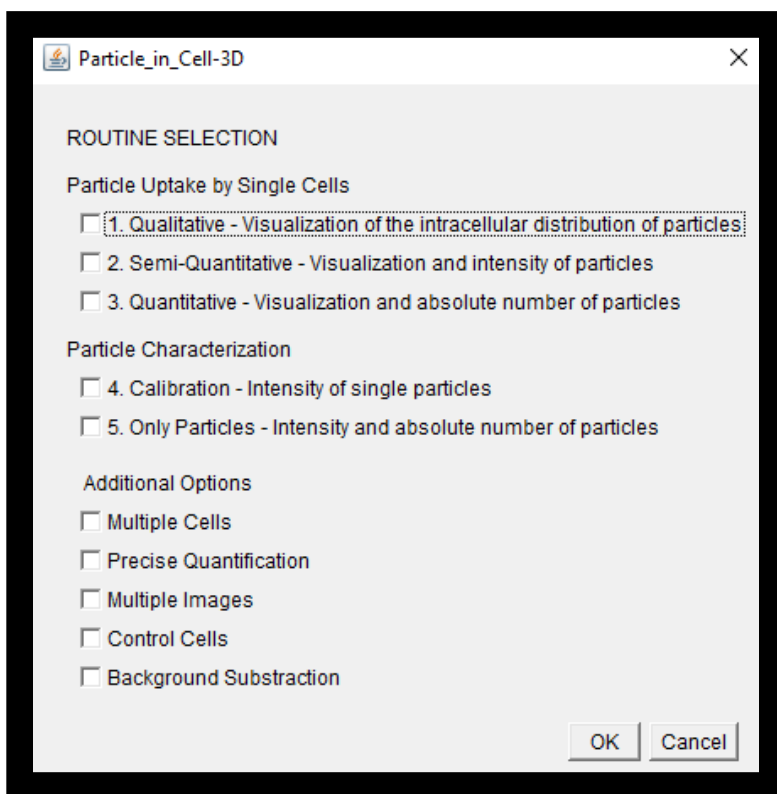 Particle_in_Cell-3D
ROUTINE SELECTION
Particle Uptake by Single Cells
1. Qualitative - Visualization of the intracellular distribution of particles
2. Semi-Quantitative - Visualization and intensity of particles
3. Quantitative - Visualization and absolute number of particles
Particle Characterization
4. Calibration - Intensity of single particles
5. Only Particles - Intensity and absolute number of particles
Additional Options
Multiple Cells
Precise Quantification
Multiple Images
Control Cells
Background Substraction
OK Cancel